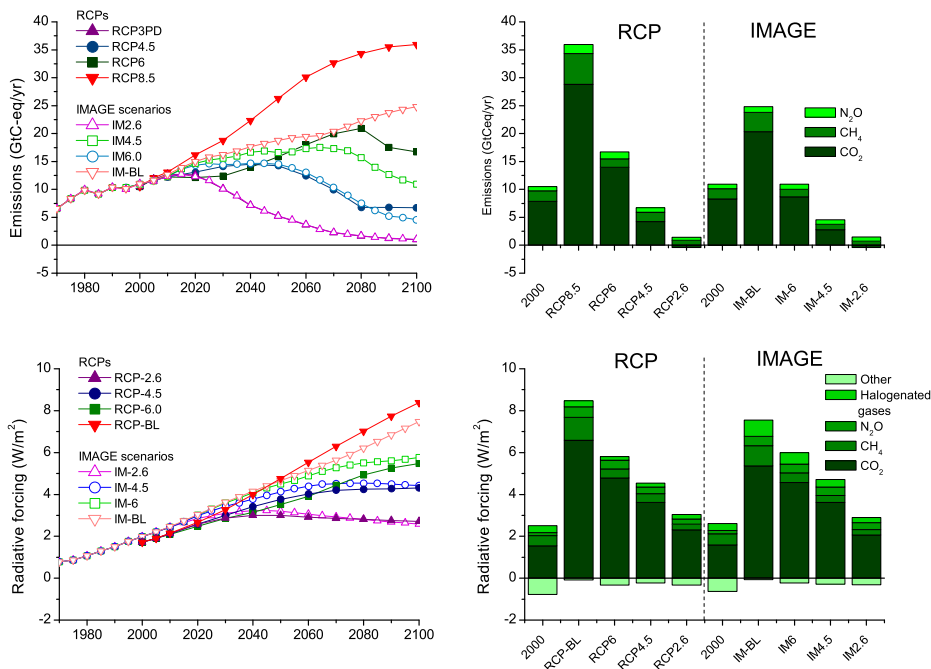 RCPs
RCP3PD
RCP4.5
RCP6
RCP8.5
IMAGE scenarios
IM2.6
IM4.5
IM6.0
IM-BL
Emissions (GtC-eq/yr)
40
35
30
25
20
15
10
5
0
-5
1980 2000 2020 2040 2060 2080 2100
RCP IMAGE
N₂O
CH₄
CO₂
Emissions (GtCeq/yr)
40
35
30
25
20
15
10
5
0
-5
2000 RCP8.5 RCP6 RCP4.5 RCP2.6 2000 IM-BL IM-6 IM-4.5 IM-2.6
RCPs
RCP-2.6
RCP-4.5
RCP-6.0
RCP-BL
IMAGE scenarios
IM-2.6
IM-4.5
IM-6
IM-BL
Radiative forcing (W/m²)
10
8
6
4
2
0
-2
1980 2000 2020 2040 2060 2080 2100
RCP IMAGE
Other
Halogenated
gases
N₂O
CH₄
CO₂
Radiative forcing (W/m²)
10
8
6
4
2
0
-2
2000 RCP-BL RCP6 RCP4.5 RCP2.6 2000 IM-BL IM6 IM4.5 IM2.6